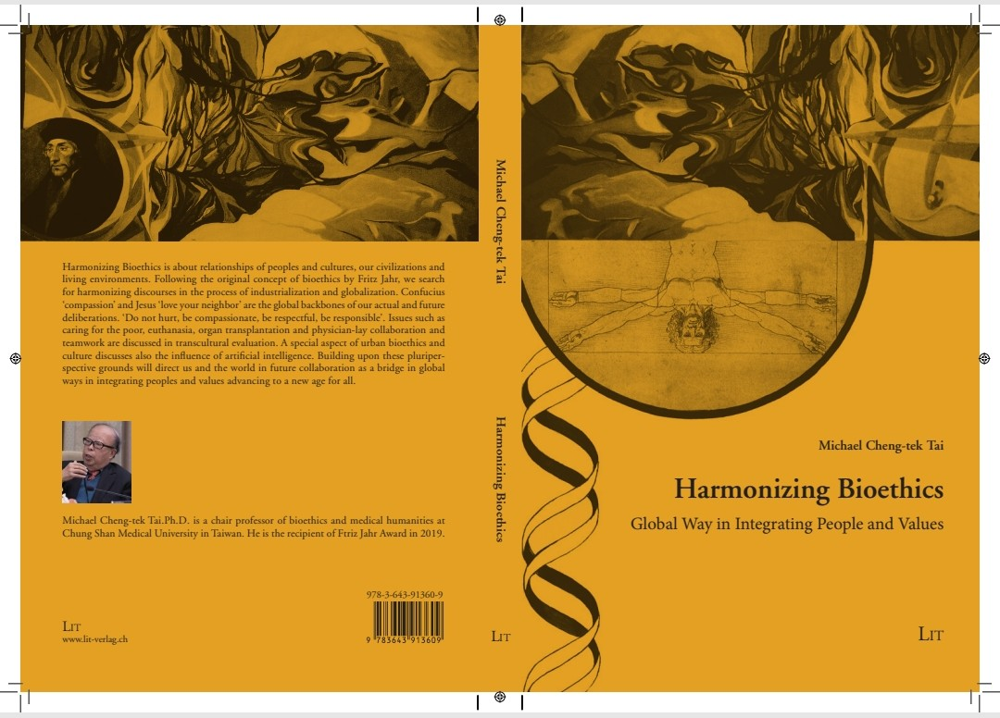 Harmonizing Bioethics is about relationships of peoples and cultures, our civilizations and
living environments. Following the original concept of bioethics by Fritz Jahr, we search
for harmonizing discourses in the process of industrialization and globalization. Confucius
‘compassion’ and Jesus ‘love your neighbor’ are the global backbones of our actual and future
deliberations. ‘Do not hurt, be compassionate, be respectful, be responsible’. Issues such as
caring for the poor, euthanasia, organ transplantation and physician-lay collaboration and
teamwork are discussed in transcultural evaluation. A special aspect of urban bioethics and
culture discusses also the influence of artificial intelligence. Building upon these pluriper-
spective grounds will direct us and the world in future collaboration as a bridge in global
ways in integrating peoples and values advancing to a new age for all.
Michael Cheng-tek Tai.Ph.D. is a chair professor of bioethics and medical humanities at
Chung Shan Medical University in Taiwan. He is the recipient of Ftriz Jahr Award in 2019.
978-3-643-91360-9
9 783643 913609
LIT
www.lit-verlag.ch
Michael Cheng-tek Tai
Harmonizing Bioethics
LIT
Michael Cheng-tek Tai
Harmonizing Bioethics
Global Way in Integrating People and Values
LIT